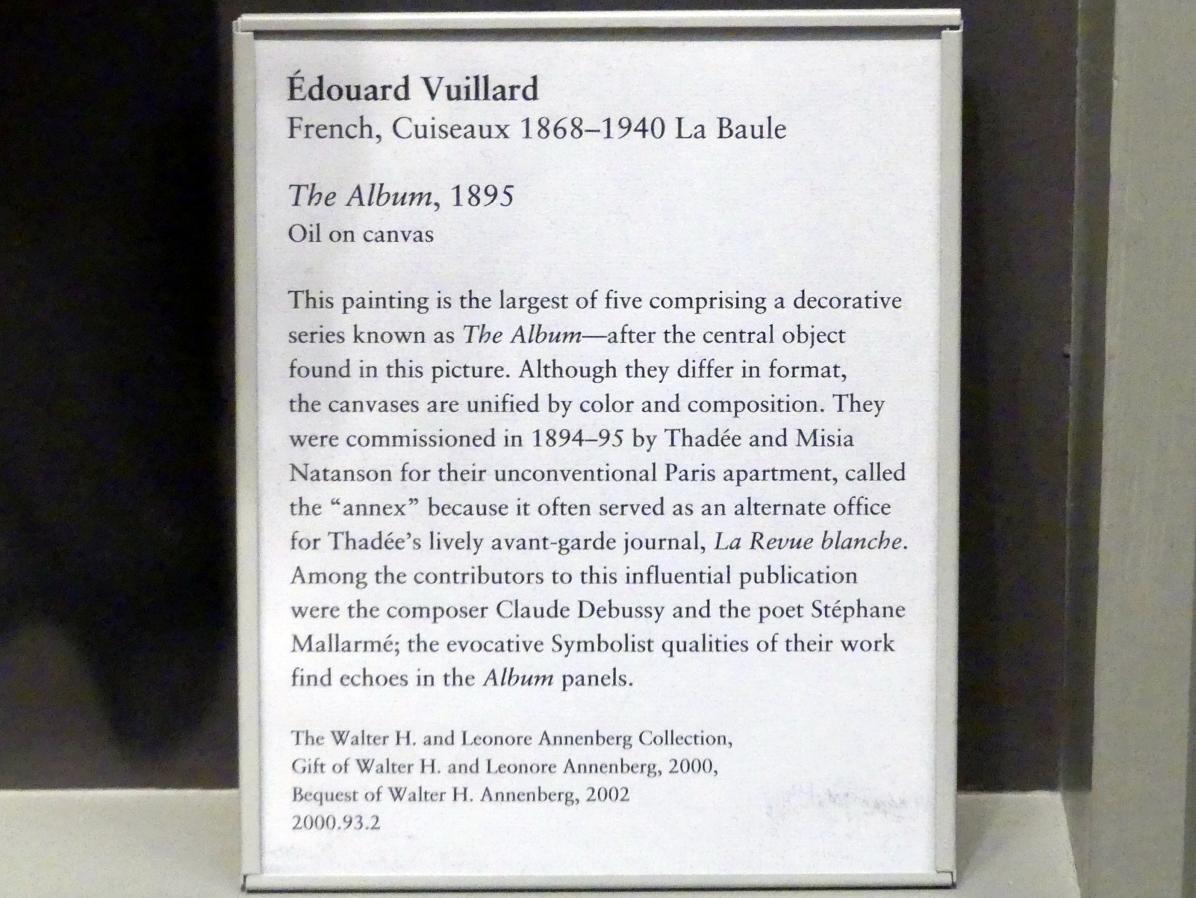 Édouard Vuillard
French, Cuiseaux 1868–1940 La Baule
The Album, 1895
Oil on canvas
This painting is the largest of five comprising a decorative
series known as The Album—after the central object
found in this picture. Although they differ in format,
the canvases are unified by color and composition. They
were commissioned in 1894–95 by Thadée and Misia
Natanson for their unconventional Paris apartment, called
the “annex” because it often served as an alternate office
for Thadée’s lively avant-garde journal, La Revue blanche.
Among the contributors to this influential publication
were the composer Claude Debussy and the poet Stéphane
Mallarmé; the evocative Symbolist qualities of their work
find echoes in the Album panels.
The Walter H. and Leonore Annenberg Collection,
Gift of Walter H. and Leonore Annenberg, 2000,
Bequest of Walter H. Annenberg, 2002
2000.93.2